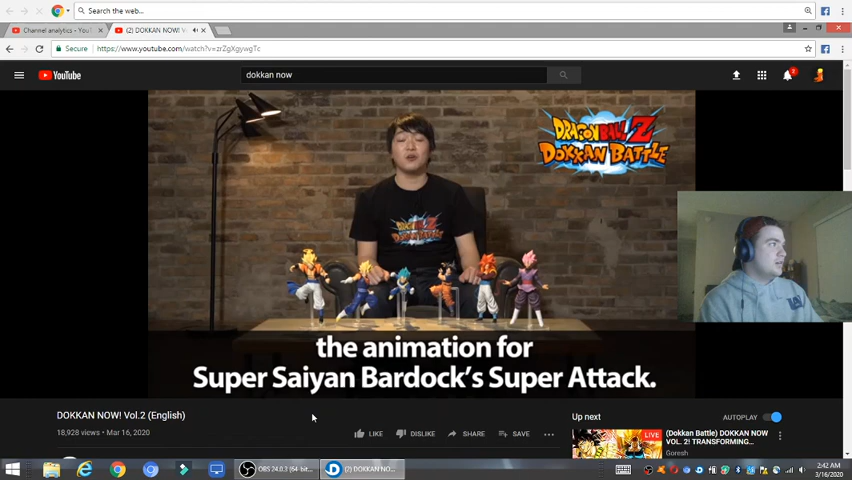 Search the web...
Channel analytics - You
(2) DOKKAN NOW! V
Secure
https://www.youtube.com/watch?v=zrZgXgywgTc
YouTube
dokkan now
2
DRAGON BALL Z
DOKKAN BATTLE
the animation for
Super Saiyan Bardock's Super Attack.
DOKKAN NOW! Vol.2 (English)
18,928 views • Mar 16, 2020
LIKE
DISLIKE
SHARE
SAVE
Up next
AUTOPLAY
LIVE
(Dokkan Battle) DOKKAN
NOW VOL. 2! TRANSFORMING...
Goresh
OBS 24.0.3 (64-bit...
(2) DOKKAN NO...
2:42 AM
3/16/2020